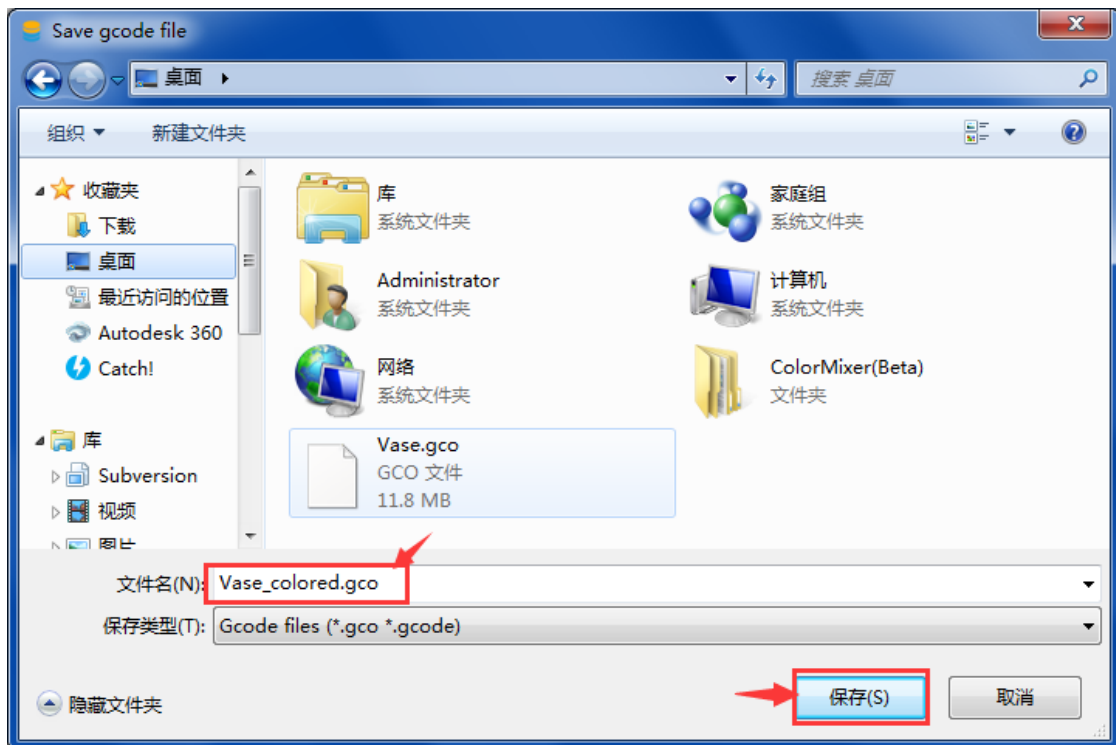 Save gcode file
桌面
搜索 桌面
组织
新建文件夹
收藏夹
下载
桌面
最近访问的位置
Autodesk 360
Catch!
库
Subversion
视频
图片
库
系统文件夹
家庭组
系统文件夹
Administrator
系统文件夹
计算机
系统文件夹
网络
系统文件夹
ColorMixer(Beta)
文件夹
Vase.gco
GCO 文件
11.8 MB
文件名(N): Vase_colored.gco
保存类型(T): Gcode files (*.gco *.gcode)
隐藏文件夹
保存(S)
取消